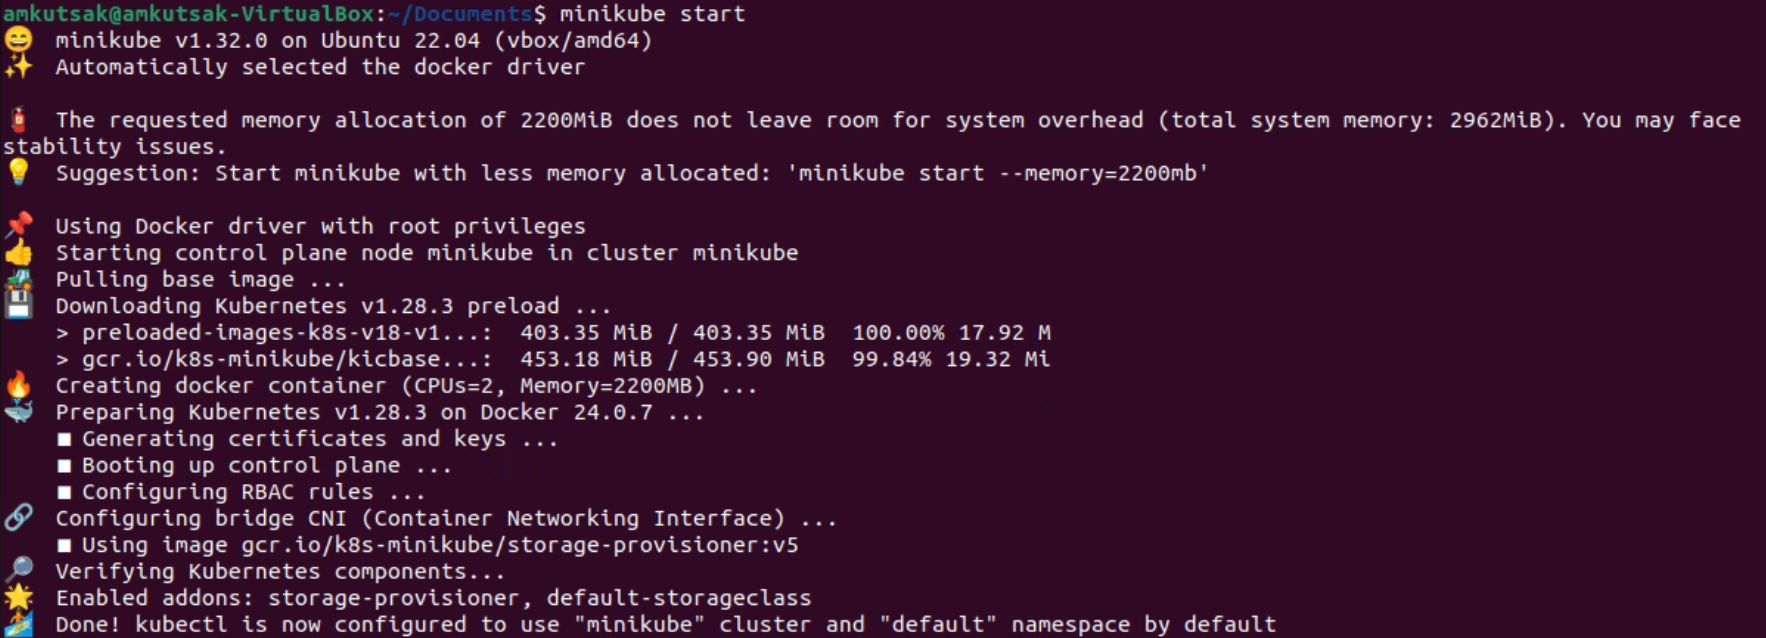 amkutsak@amkutsak-VirtualBox:~/Documents$ minikube start
😄 minikube v1.32.0 on Ubuntu 22.04 (vbox/amd64)
✨ Automatically selected the docker driver
🧯 The requested memory allocation of 2200MiB does not leave room for system overhead (total system memory: 2962MiB). You may face
stability issues.
💡 Suggestion: Start minikube with less memory allocated: 'minikube start --memory=2200mb'
📌 Using Docker driver with root privileges
👍 Starting control plane node minikube in cluster minikube
🚜 Pulling base image ...
💾 Downloading Kubernetes v1.28.3 preload ...
> preloaded-images-k8s-v18-v1...: 403.35 MiB / 403.35 MiB 100.00% 17.92 M
> gcr.io/k8s-minikube/kicbase...: 453.18 MiB / 453.90 MiB 99.84% 19.32 Mi
🔥 Creating docker container (CPUs=2, Memory=2200MB) ...
🐳 Preparing Kubernetes v1.28.3 on Docker 24.0.7 ...
▪ Generating certificates and keys ...
▪ Booting up control plane ...
▪ Configuring RBAC rules ...
🔗 Configuring bridge CNI (Container Networking Interface) ...
▪ Using image gcr.io/k8s-minikube/storage-provisioner:v5
🔎 Verifying Kubernetes components...
🌟 Enabled addons: storage-provisioner, default-storageclass
🏄 Done! kubectl is now configured to use "minikube" cluster and "default" namespace by default